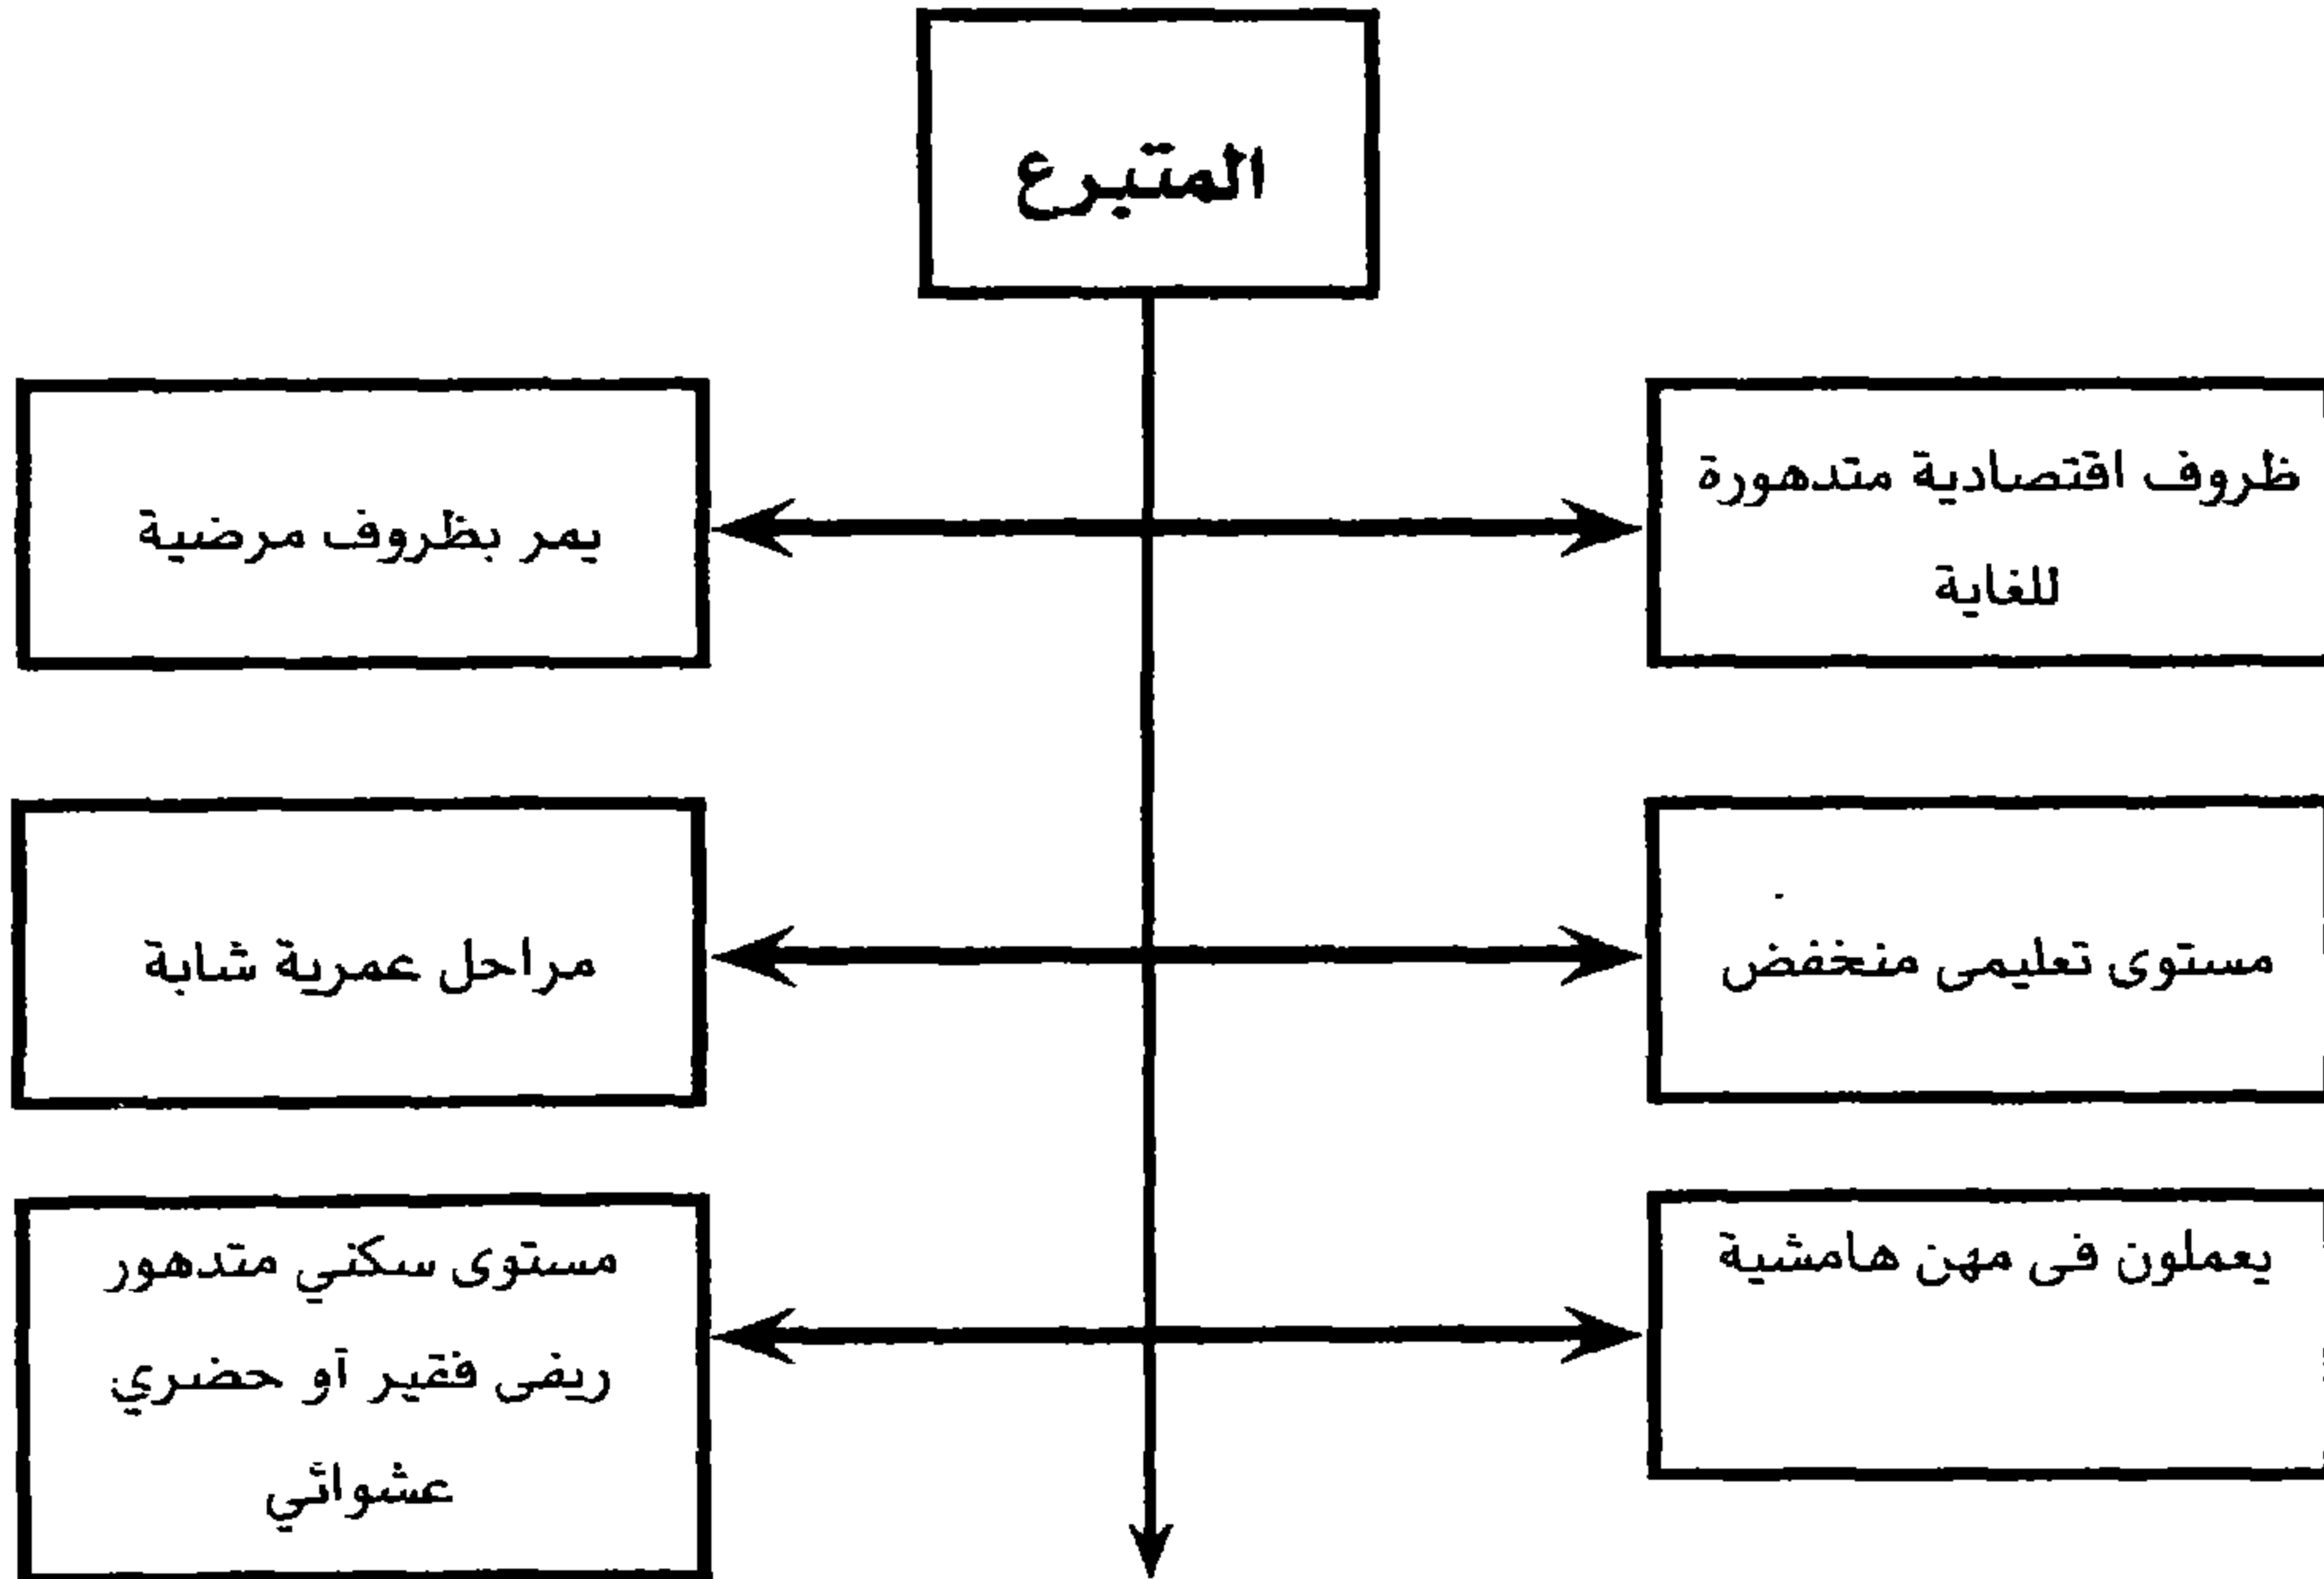 المتبرع
ظروف اقتصادية متدهورة
للغاية
يمر بظروف مرضية
مستوى تعليمى منخفض
مراحل عمرية شابة
يعملون فى مهن هامشية
مستوى سكني متدهور
ريفى فقير أو حضري
عشوائي